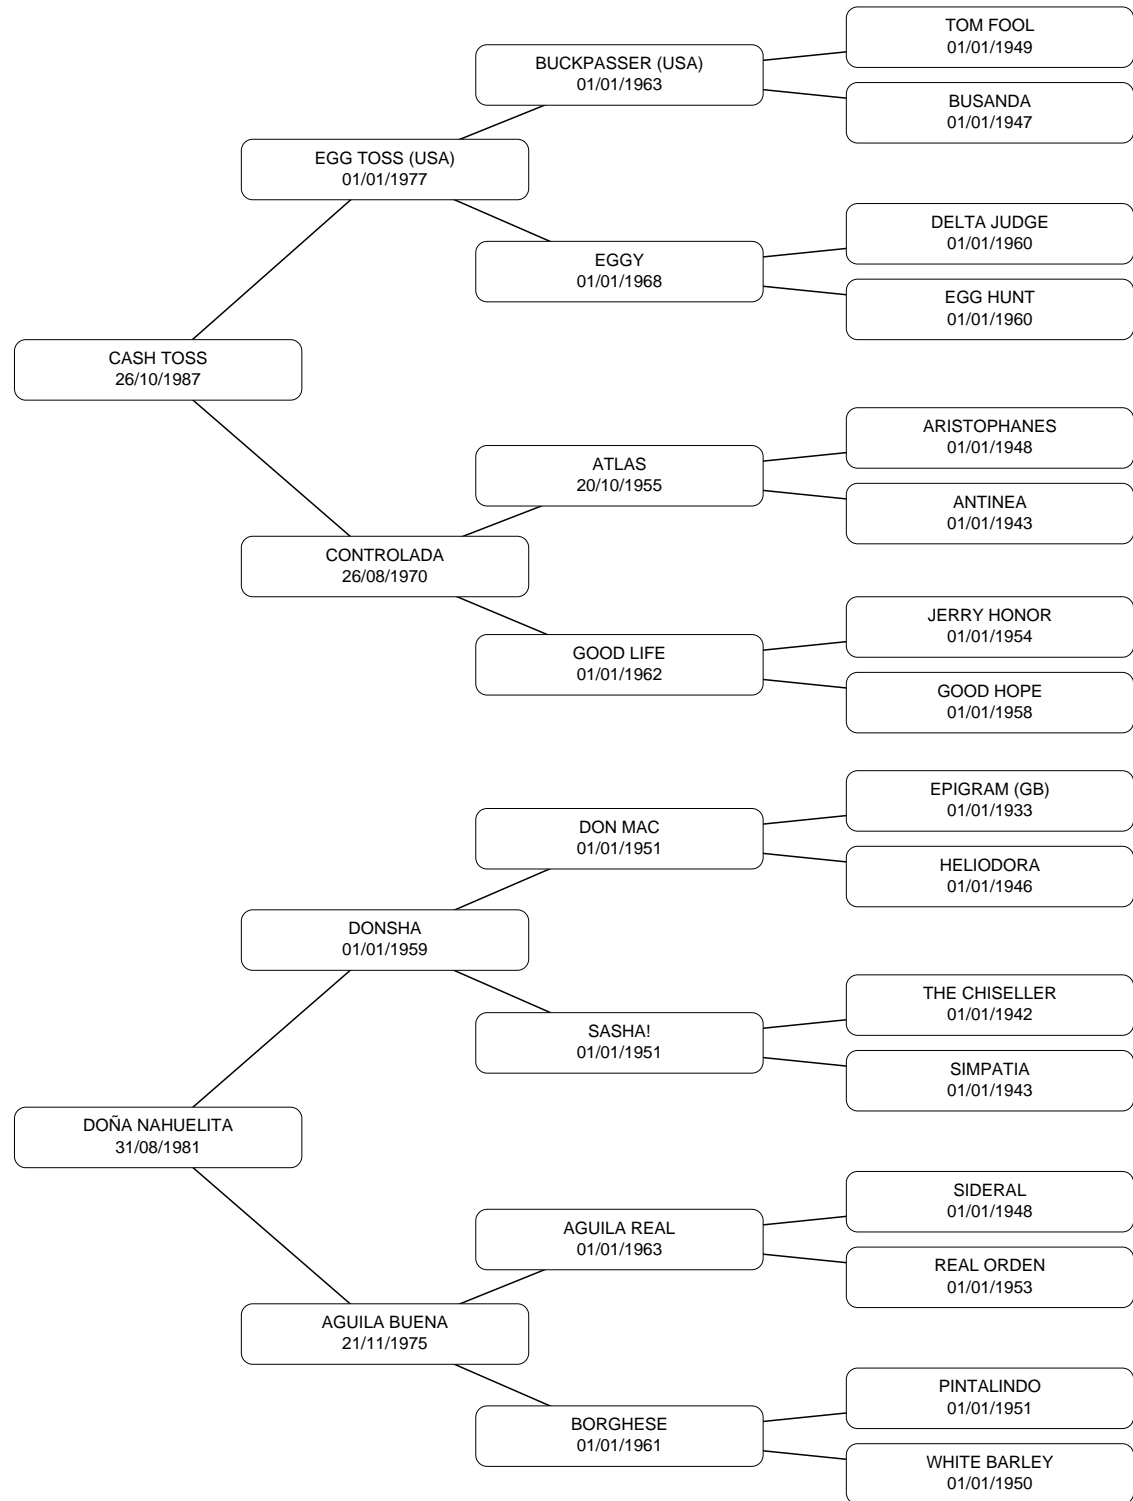 TOM FOOL
01/01/1949
BUCKPASSER (USA)
01/01/1963
BUSANDA
01/01/1947
EGG TOSS (USA)
01/01/1977
DELTA JUDGE
01/01/1960
EGGY
01/01/1968
EGG HUNT
01/01/1960
CASH TOSS
26/10/1987
ARISTOPHANES
01/01/1948
ATLAS
20/10/1955
ANTINEA
01/01/1943
CONTROLADA
26/08/1970
JERRY HONOR
01/01/1954
GOOD LIFE
01/01/1962
GOOD HOPE
01/01/1958
EPIGRAM (GB)
01/01/1933
DON MAC
01/01/1951
HELIODORA
01/01/1946
DONSHA
01/01/1959
THE CHISELLER
01/01/1942
SASHA!
01/01/1951
SIMPATIA
01/01/1943
DOÑA NAHUELITA
31/08/1981
SIDERAL
01/01/1948
AGUILA REAL
01/01/1963
REAL ORDEN
01/01/1953
AGUILA BUENA
21/11/1975
PINTALINDO
01/01/1951
BORGHESE
01/01/1961
WHITE BARLEY
01/01/1950